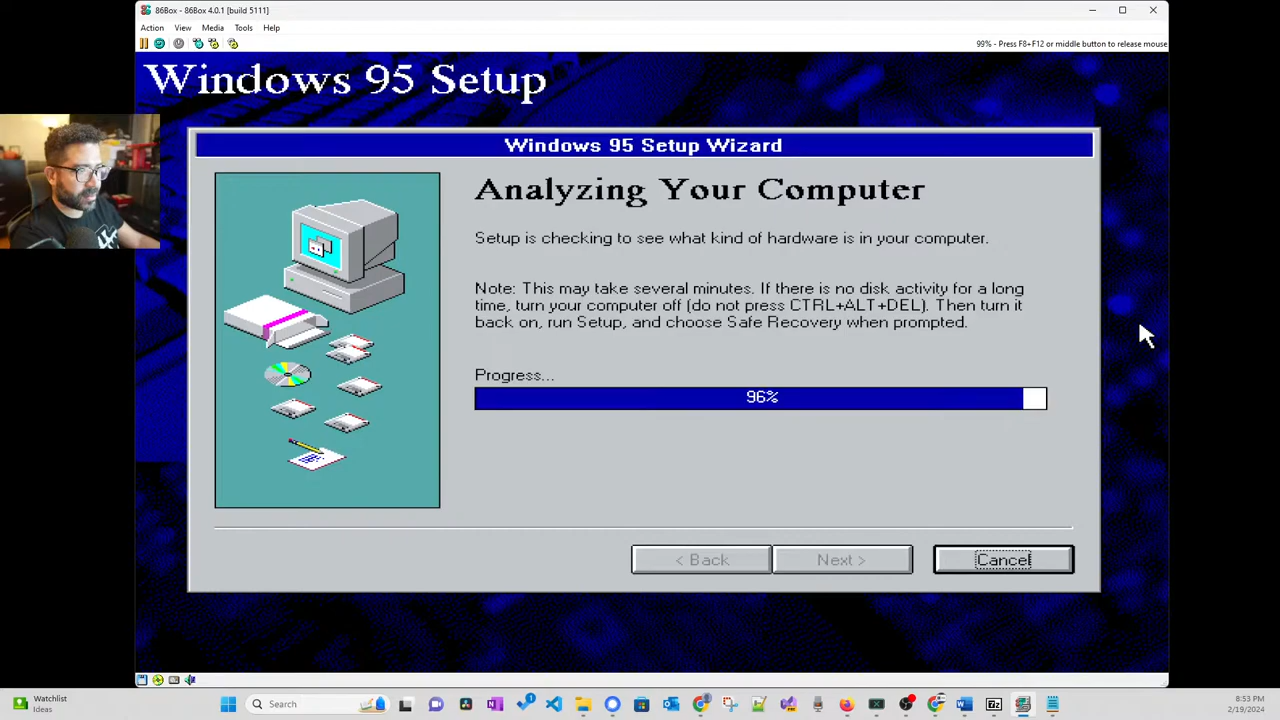 86Box - 86Box 4.0.1 [build 5111]
Action View Media Tools Help
99% - Press F8+F12 or middle button to release mouse
Windows 95 Setup
Windows 95 Setup Wizard
Analyzing Your Computer
Setup is checking to see what kind of hardware is in your computer.
Note: This may take several minutes. If there is no disk activity for a long
time, turn your computer off (do not press CTRL+ALT+DEL). Then turn it
back on, run Setup, and choose Safe Recovery when prompted.
Progress...
96%
< Back Next > Cancel
Watchlist
Ideas
Search
8:53 PM
2/19/2024